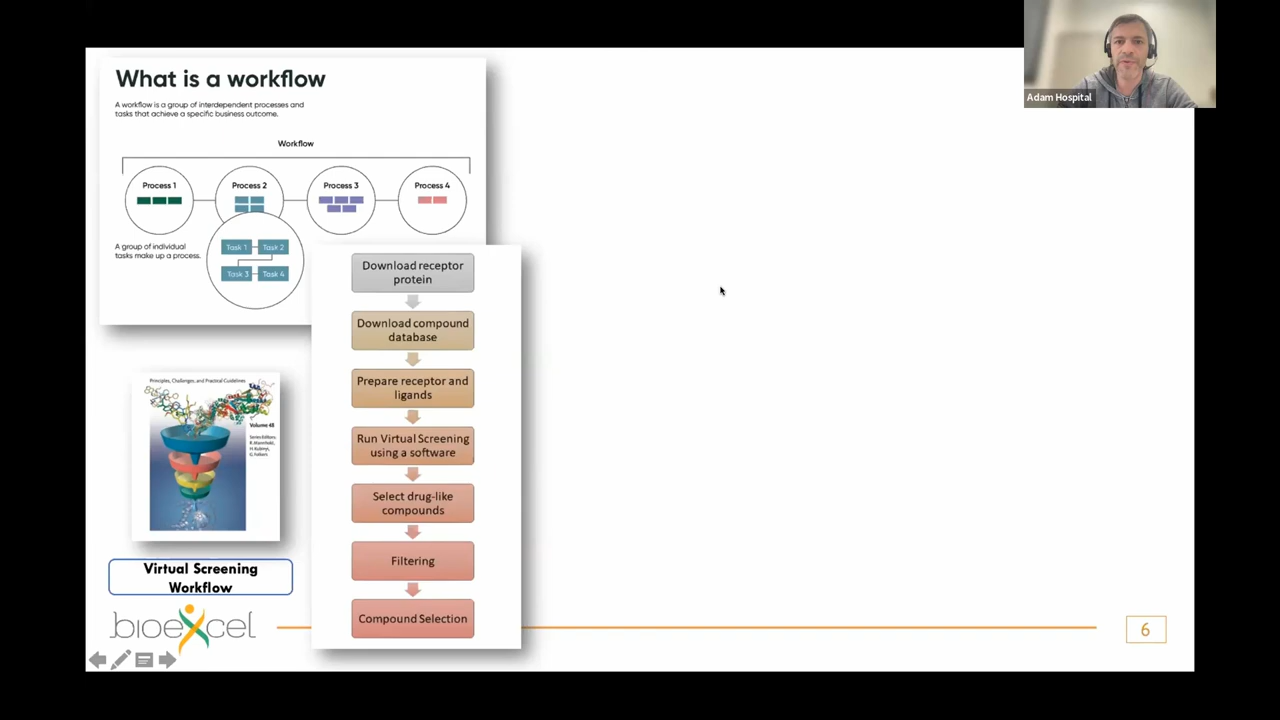 What is a workflow
A workflow is a group of interdependent processes and
tasks that achieve a specific business outcome.
Workflow
Process 1
Process 2
Process 3
Process 4
A group of individual
tasks make up a process.
Task 1
Task 2
Task 3
Task 4
Download receptor
protein
Download compound
database
Prepare receptor and
ligands
Run Virtual Screening
using a software
Select drug-like
compounds
Filtering
Compound Selection
Principles, Challenges, and Practical Guidelines
Volume 48
Series Editors:
Virtual Screening
Workflow
bioexcel
6
Adam Hospital